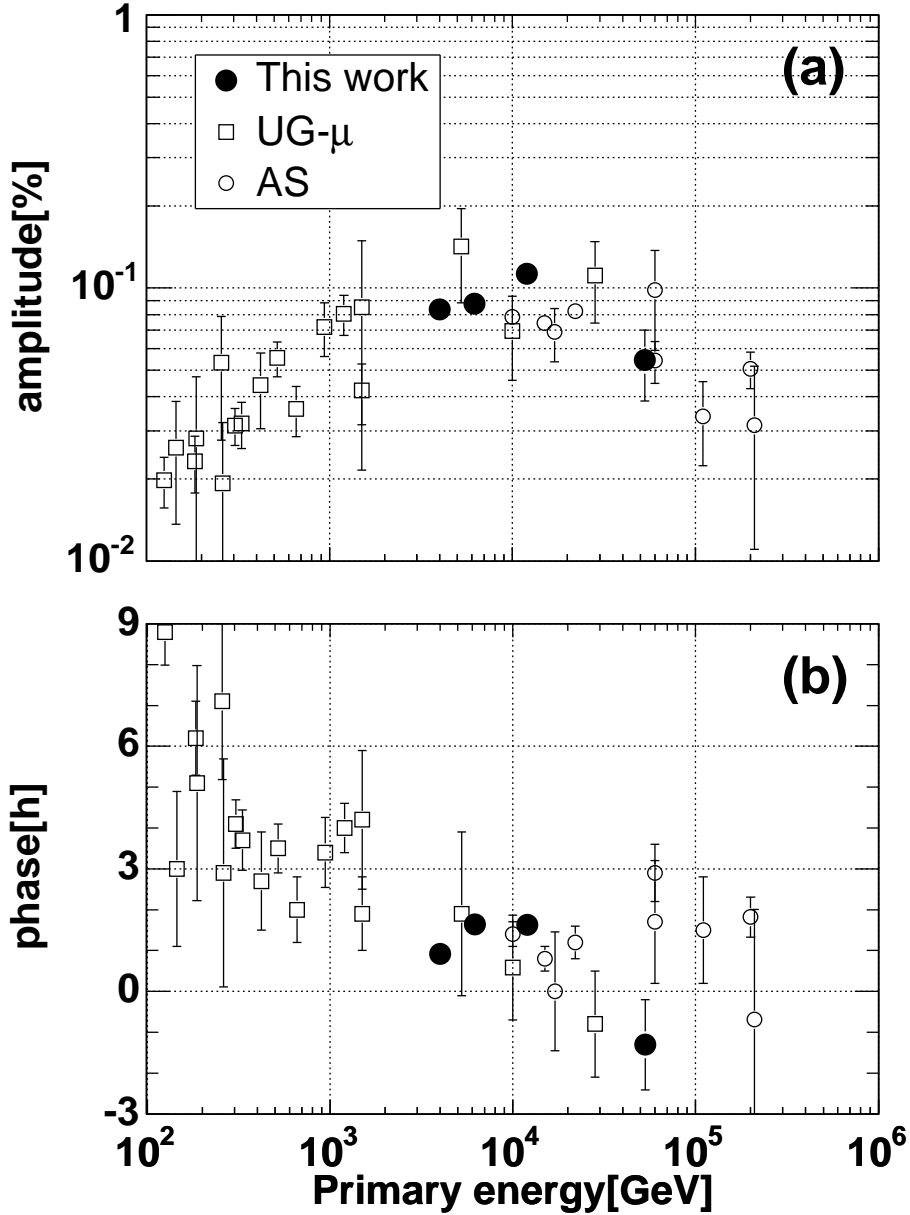 1
(a)
This work
UG-μ
AS
amplitude[%]
10⁻¹
10⁻²
9
(b)
6
phase[h]
3
0
-3
10² 10³ 10⁴ 10⁵ 10⁶
Primary energy[GeV]